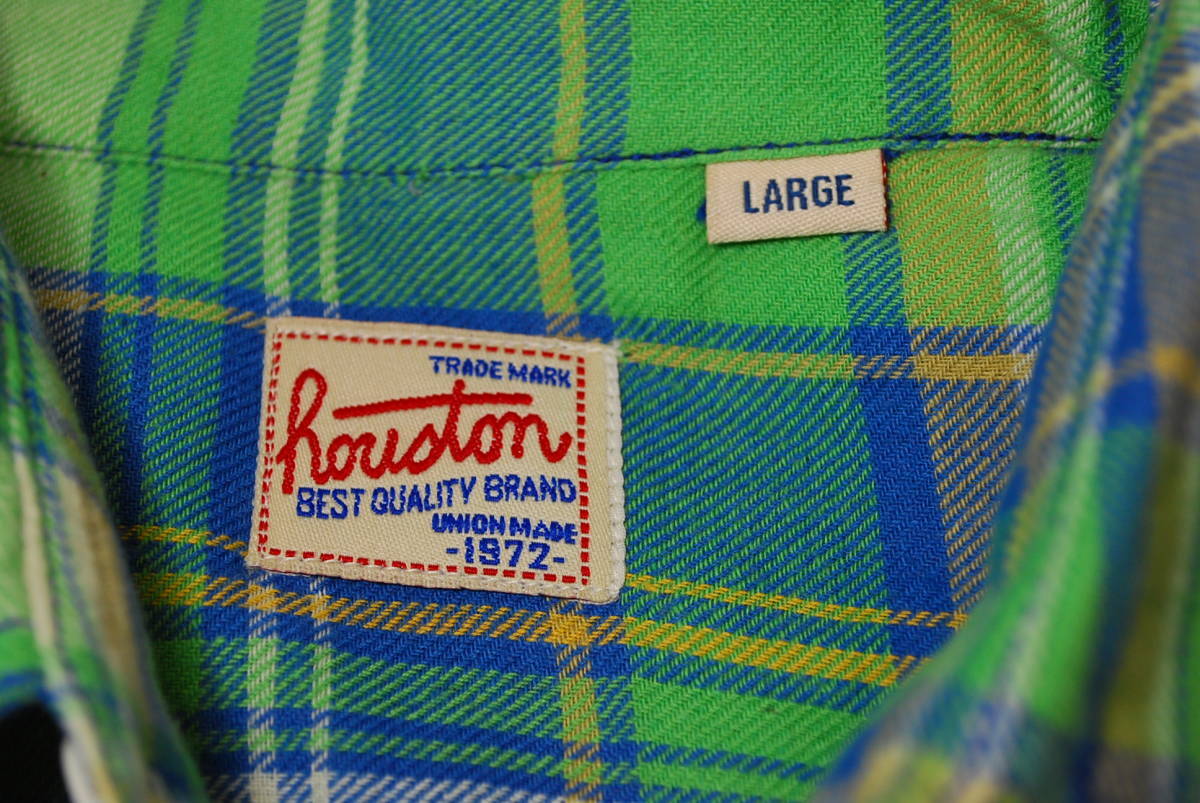 LARGE
TRADE MARK
houston
BEST QUALITY BRAND
UNION MADE
-1972-